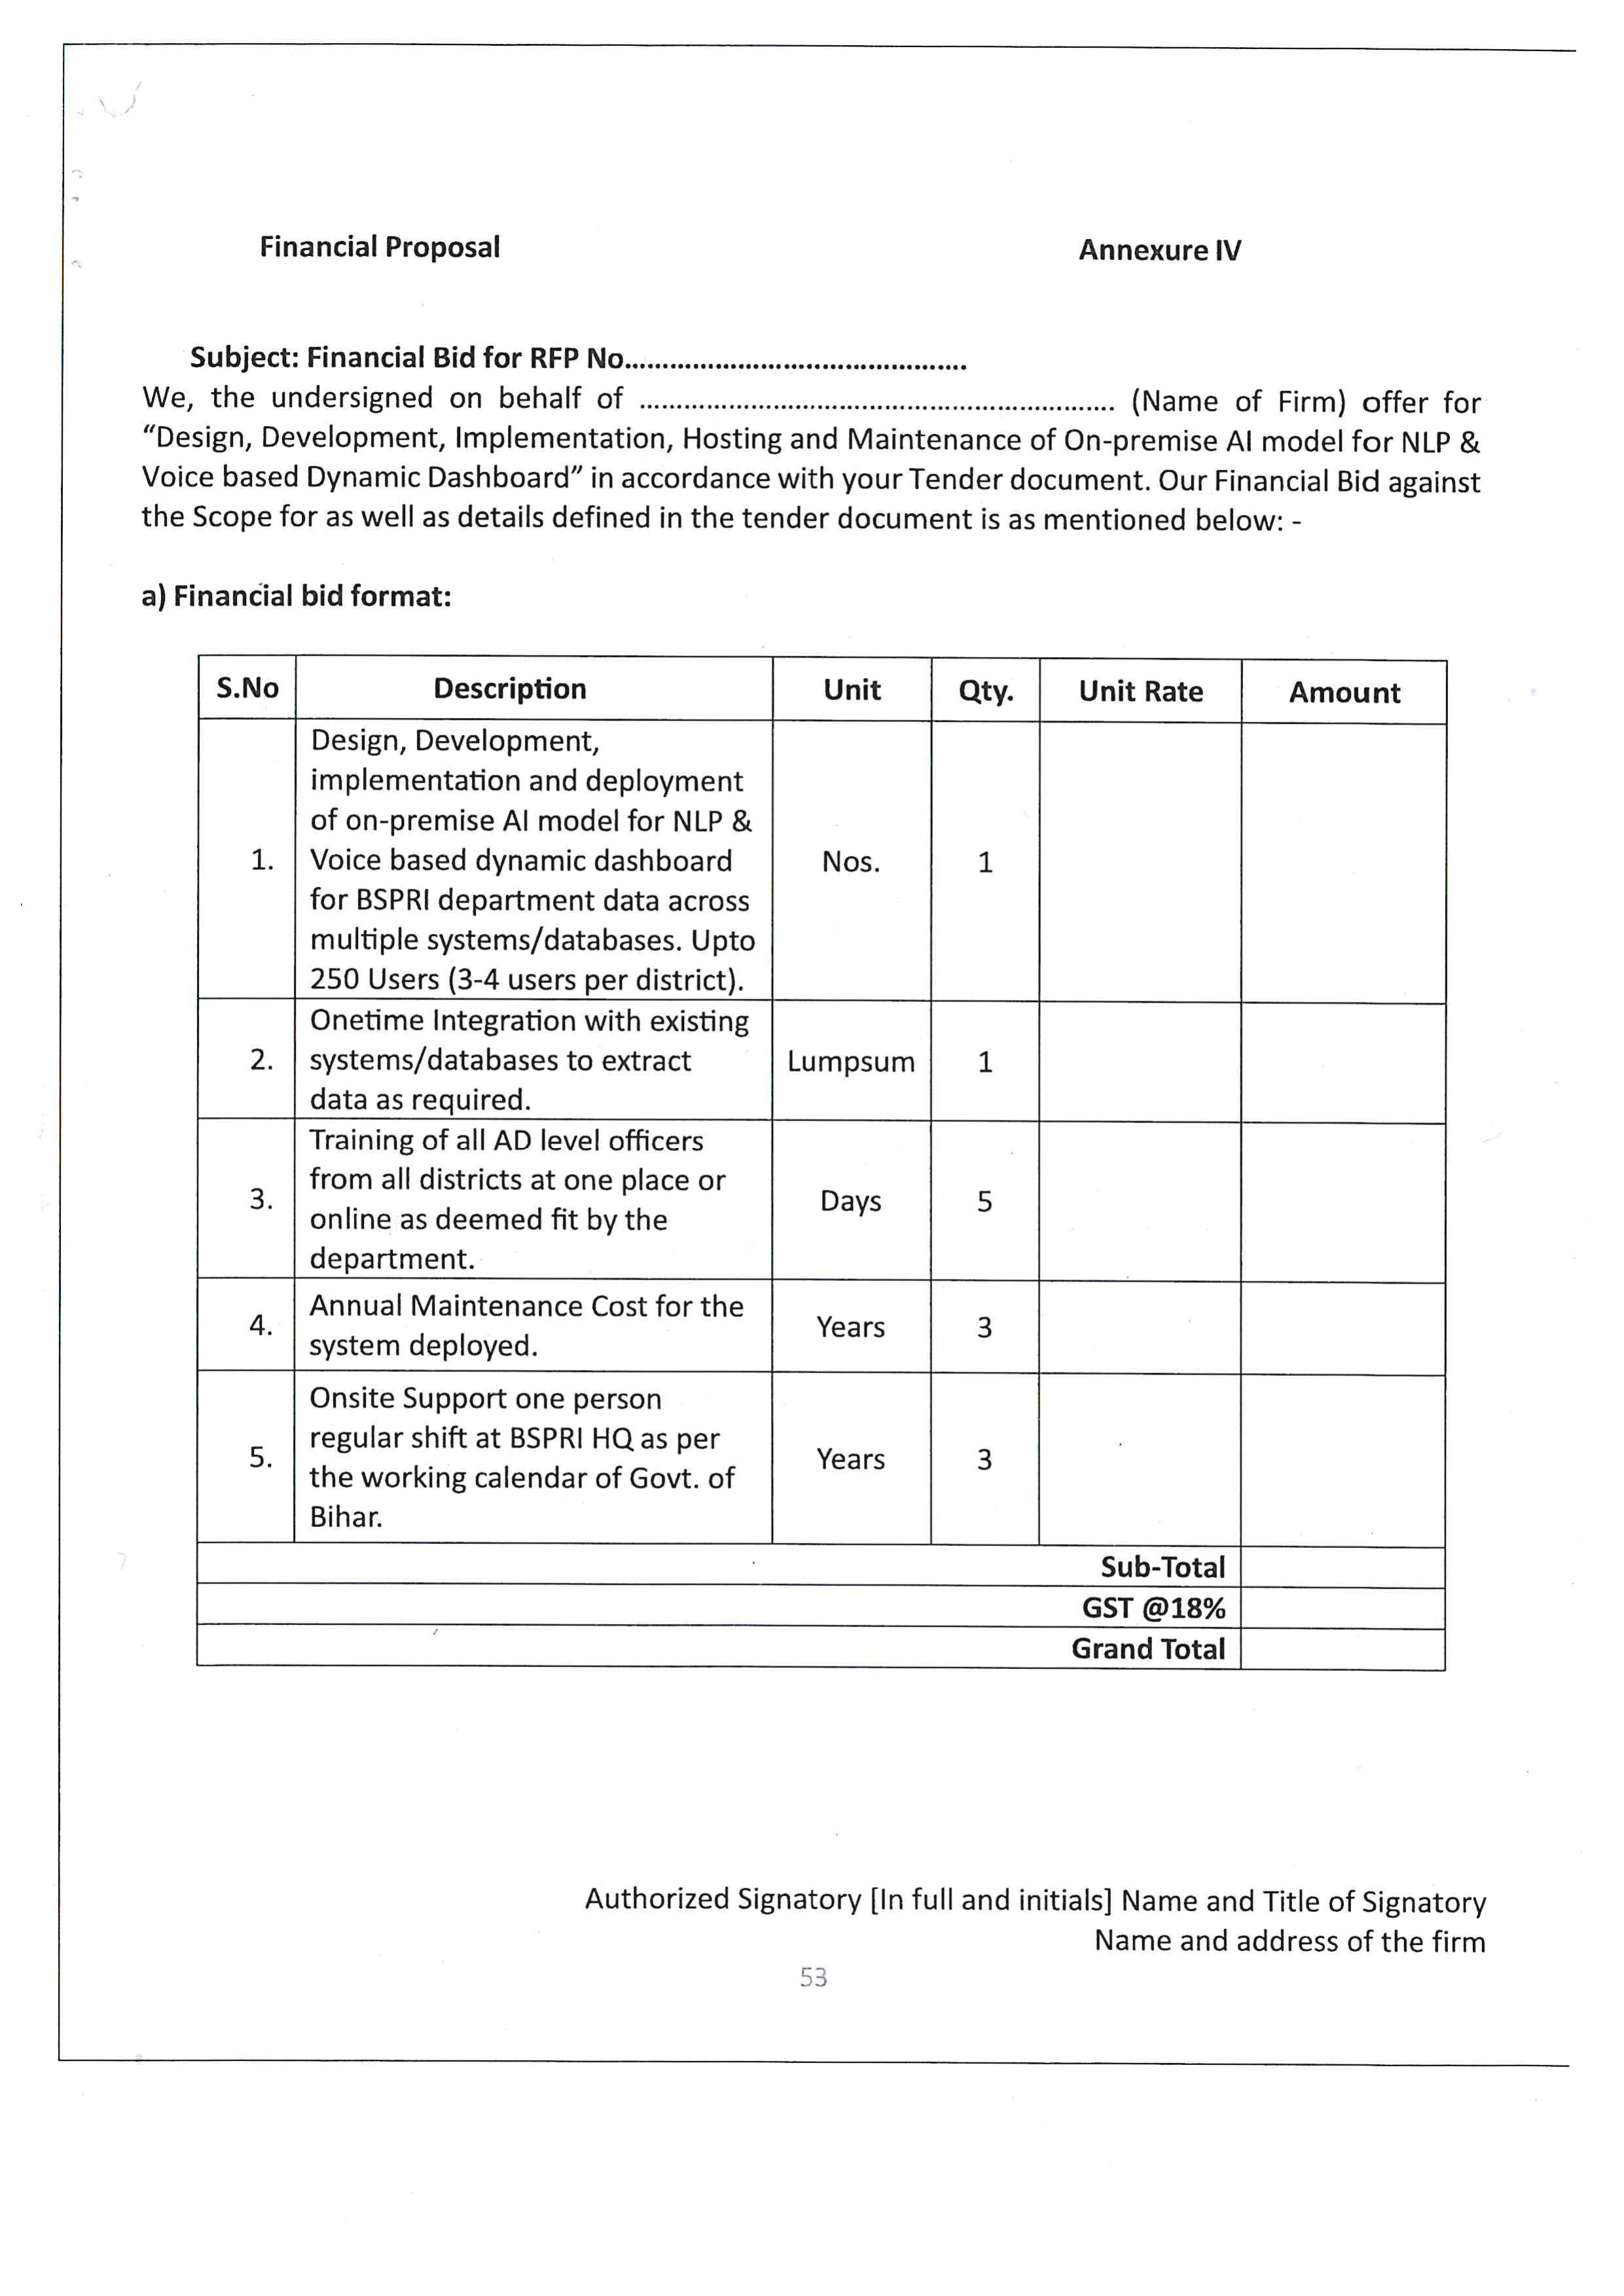 Financial Proposal Annexure IV
Subject: Financial Bid for RFP No.............................................
We, the undersigned on behalf of ................................................................ (Name of Firm) offer for
“Design, Development, Implementation, Hosting and Maintenance of On-premise AI model for NLP &
Voice based Dynamic Dashboard” in accordance with your Tender document. Our Financial Bid against
the Scope for as well as details defined in the tender document is as mentioned below: -
a) Financial bid format:
S.No Description Unit Qty. Unit Rate Amount
Design, Development,
implementation and deployment
of on-premise AI model for NLP &
1. Voice based dynamic dashboard Nos. 1
for BSPRI department data across
multiple systems/databases. Upto
250 Users (3-4 users per district).
Onetime Integration with existing
2. systems/databases to extract Lumpsum 1
data as required.
Training of all AD level officers
from all districts at one place or
3. online as deemed fit by the Days 5
department.
Annual Maintenance Cost for the
4. system deployed. Years 3
Onsite Support one person
regular shift at BSPRI HQ as per
5. the working calendar of Govt. of Years 3
Bihar.
Sub-Total
GST @18%
Grand Total
Authorized Signatory [In full and initials] Name and Title of Signatory
Name and address of the firm
53